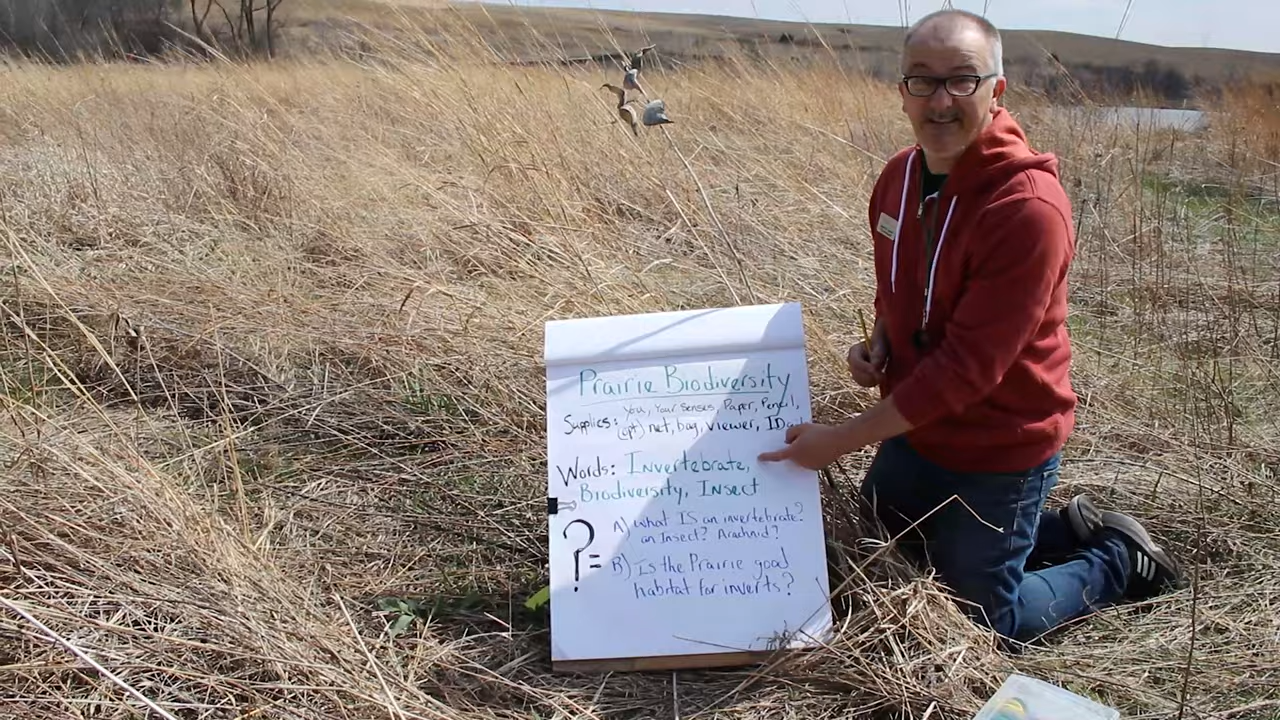 Prairie Biodiversity
Supplies: You, Your Senses, Paper, Pencil,
(opt) net, bag, viewer, ID
Words: Invertebrate,
Biodiversity, Insect
? = A) What IS an invertebrate?
an Insect? Arachnid?
B) Is the Prairie good
habitat for inverts?